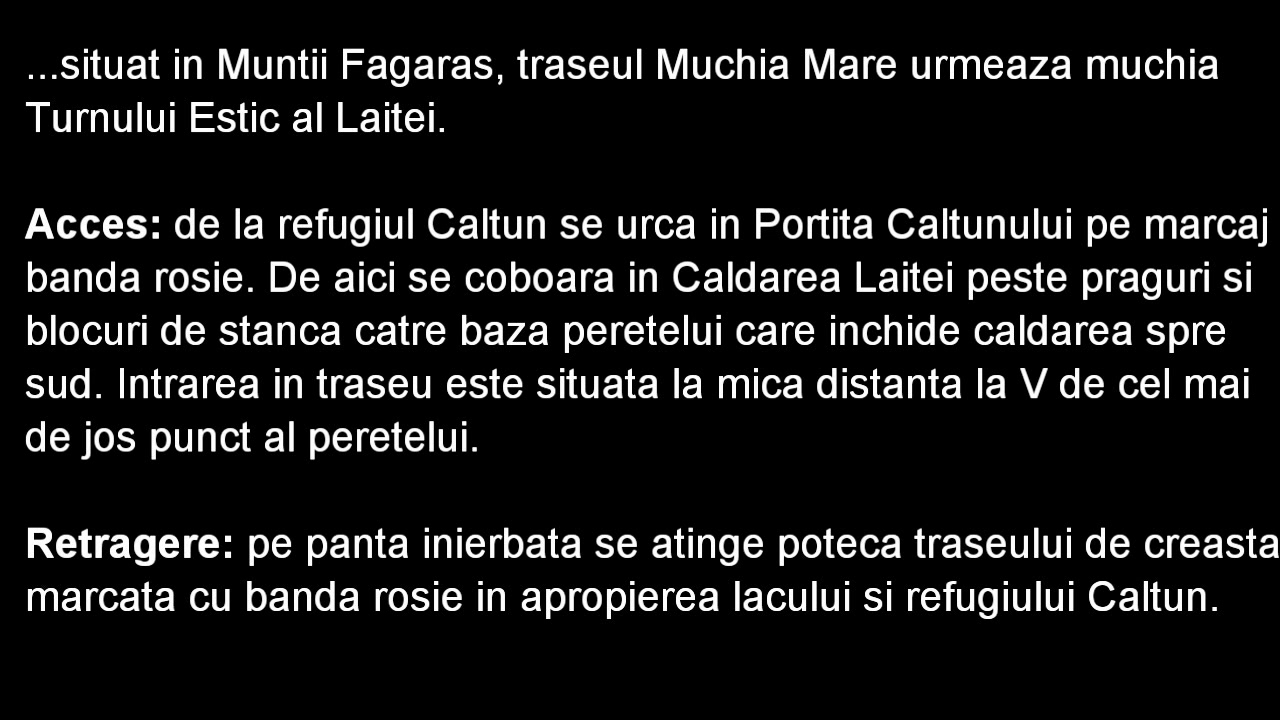 ...situat in Muntii Fagaras, traseul Muchia Mare urmeaza muchia
Turnului Estic al Laitei.
Acces: de la refugiul Caltun se urca in Portita Caltunului pe marcaj
banda rosie. De aici se coboara in Caldarea Laitei peste praguri si
blocuri de stanca catre baza peretelui care inchide caldarea spre
sud. Intrarea in traseu este situata la mica distanta la V de cel mai
de jos punct al peretelui.
Retragere: pe panta inierbata se atinge poteca traseului de creasta
marcata cu banda rosie in apropierea lacului si refugiului Caltun.